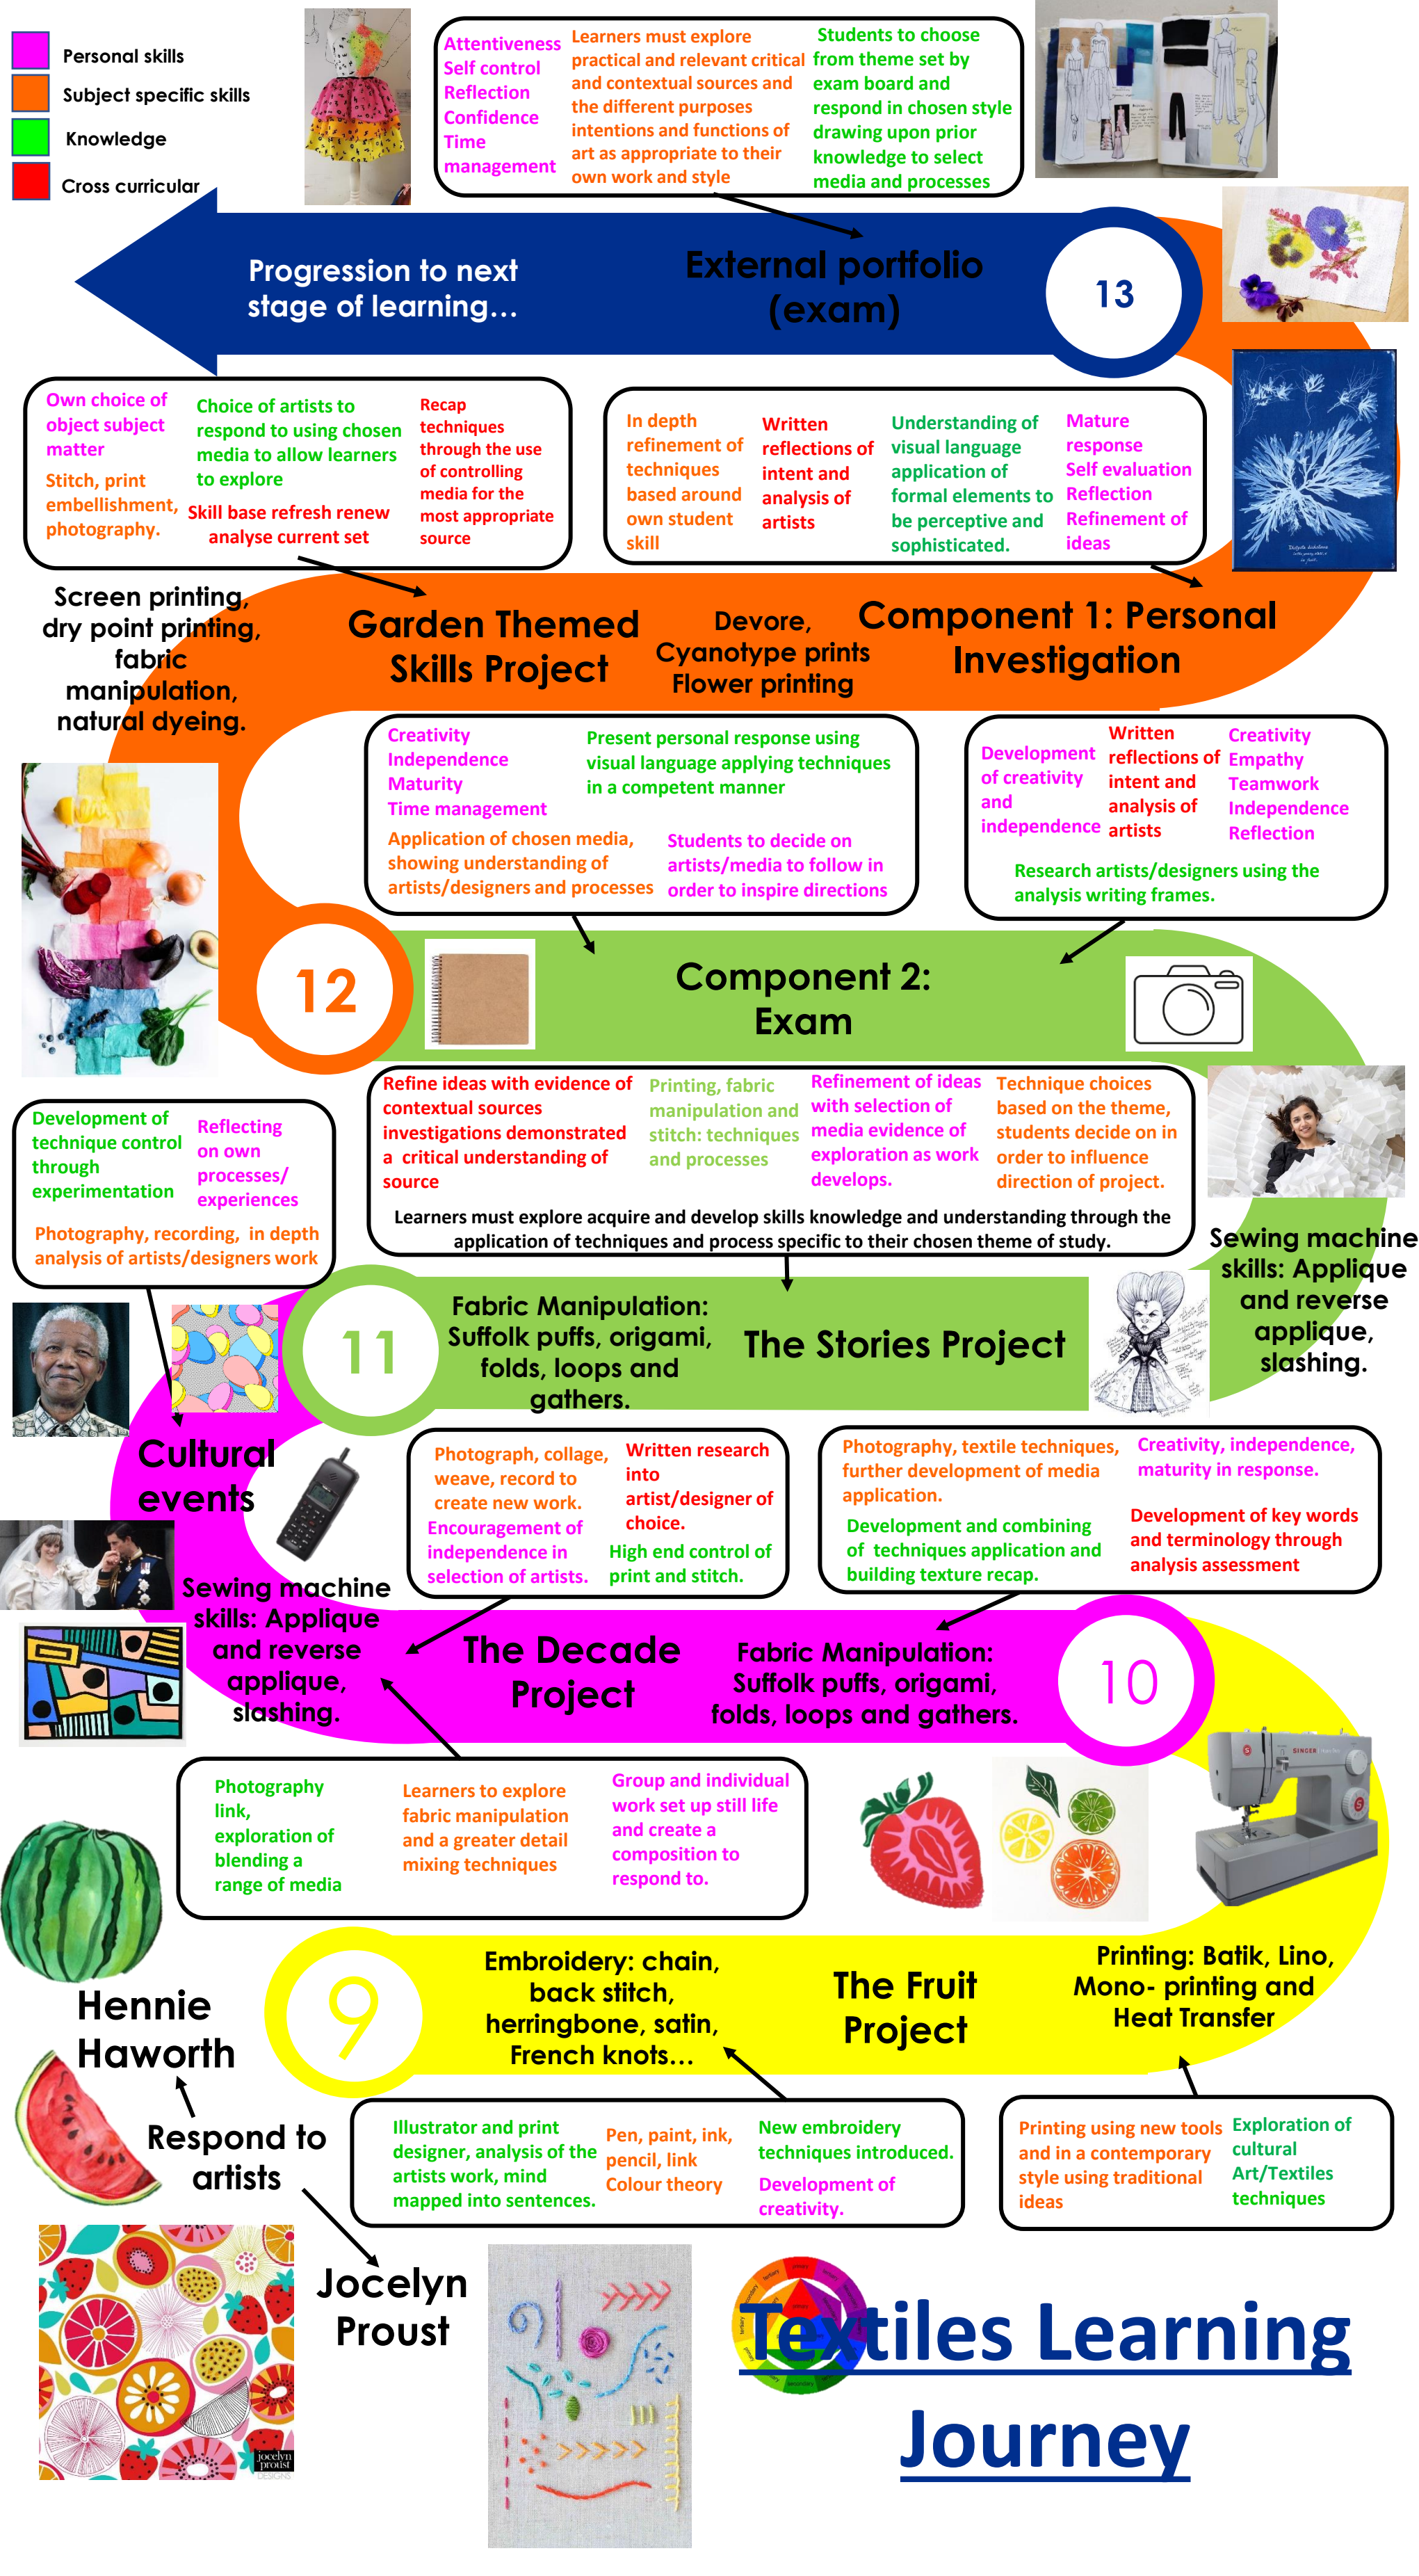 Personal skills
Subject specific skills
Knowledge
Cross curricular
Attentiveness
Self control
Reflection
Confidence
Time
management
Learners must explore
practical and relevant critical
and contextual sources and
the different purposes
intentions and functions of
art as appropriate to their
own work and style
Students to choose
from theme set by
exam board and
respond in chosen style
drawing upon prior
knowledge to select
media and processes
Progression to next
stage of learning...
External portfolio
(exam)
13
Own choice of
object subject
matter
Stitch, print
embellishment,
photography.
Choice of artists to
respond to using chosen
media to allow learners
to explore
Skill base refresh renew
analyse current set
Recap
techniques
through the use
of controlling
media for the
most appropriate
source
In depth
refinement of
techniques
based around
own student
skill
Written
reflections of
intent and
analysis of
artists
Understanding of
visual language
application of
formal elements to
be perceptive and
sophisticated.
Mature
response
Self evaluation
Reflection
Refinement of
ideas
Screen printing,
dry point printing,
fabric
manipulation,
natural dyeing.
Garden Themed
Skills Project
Devore,
Cyanotype prints
Flower printing
Component 1: Personal
Investigation
Creativity
Independence
Maturity
Time management
Present personal response using
visual language applying techniques
in a competent manner
Application of chosen media,
showing understanding of
artists/designers and processes
Students to decide on
artists/media to follow in
order to inspire directions
Development
of creativity
and
independence
Written
reflections of
intent and
analysis of
artists
Creativity
Empathy
Teamwork
Independence
Reflection
Research artists/designers using the
analysis writing frames.
12
Component 2:
Exam
Refine ideas with evidence of
contextual sources
investigations demonstrated
a critical understanding of
source
Printing, fabric
manipulation and
stitch: techniques
and processes
Refinement of ideas
with selection of
media evidence of
exploration as work
develops.
Technique choices
based on the theme,
students decide on in
order to influence
direction of project.
Learners must explore acquire and develop skills knowledge and understanding through the
application of techniques and process specific to their chosen theme of study.
Development of
technique control
through
experimentation
Reflecting
on own
processes/
experiences
Photography, recording, in depth
analysis of artists/designers work
11
Fabric Manipulation:
Suffolk puffs, origami,
folds, loops and
gathers.
The Stories Project
Sewing machine
skills: Applique
and reverse
applique,
slashing.
Cultural
events
Photograph, collage,
weave, record to
create new work.
Encouragement of
independence in
selection of artists.
Written research
into
artist/designer of
choice.
High end control of
print and stitch.
Photography, textile techniques,
further development of media
application.
Development and combining
of techniques application and
building texture recap.
Creativity, independence,
maturity in response.
Development of key words
and terminology through
analysis assessment
Sewing machine
skills: Applique
and reverse
applique,
slashing.
The Decade
Project
Fabric Manipulation:
Suffolk puffs, origami,
folds, loops and gathers.
10
SINGER
Photography
link,
exploration of
blending a
range of media
Learners to explore
fabric manipulation
and a greater detail
mixing techniques
Group and individual
work set up still life
and create a
composition to
respond to.
9
Embroidery: chain,
back stitch,
herringbone, satin,
French knots...
The Fruit
Project
Printing: Batik, Lino,
Mono- printing and
Heat Transfer
Hennie
Haworth
Respond to
artists
Jocelyn
Proust
Illustrator and print
designer, analysis of the
artists work, mind
mapped into sentences.
Pen, paint, ink,
pencil, link
Colour theory
New embroidery
techniques introduced.
Development of
creativity.
Printing using new tools
and in a contemporary
style using traditional
ideas
Exploration of
cultural
Art/Textiles
techniques
jocelyn
proust
DESIGNS
Textiles Learning
Journey